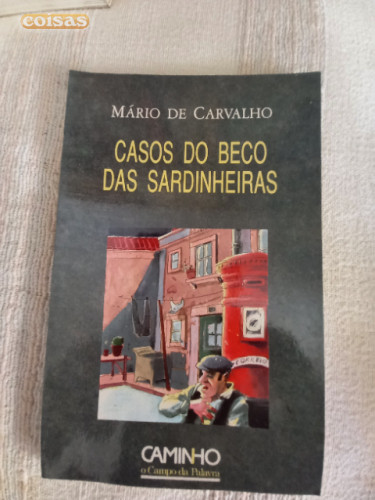 coisas
MÁRIO DE CARVALHO
CASOS DO BECO
DAS SARDINHEIRAS
CAMINHO
o Campo da Palavra